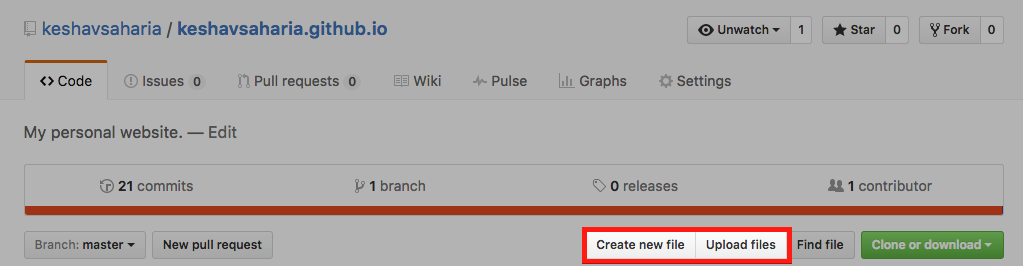 keshavsaharia / keshavsaharia.github.io
Unwatch 1 Star 0 Fork 0
Code Issues 0 Pull requests 0 Wiki Pulse Graphs Settings
My personal website. — Edit
21 commits 1 branch 0 releases 1 contributor
Branch: master New pull request Create new file Upload files Find file Clone or download